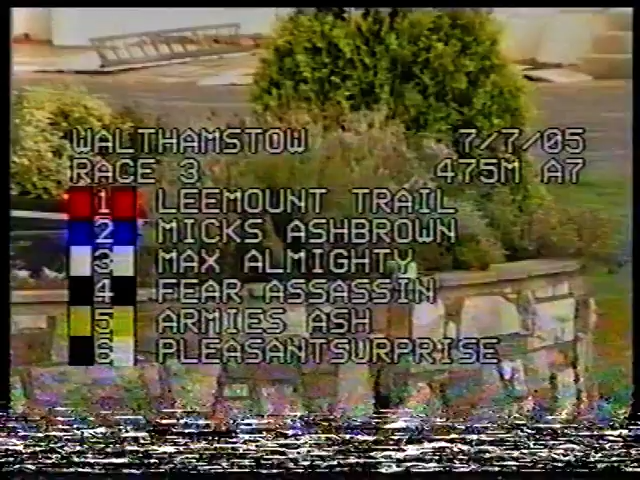 WALTHAMSTOW 7/7/05
RACE 3 475M A7
1 LEEMOUNT TRAIL
2 MICKS ASHBROWN
3 MAX ALMIGHTY
4 FEAR ASSASSIN
5 ARMIES ASH
6 PLEASANTSURPRISE